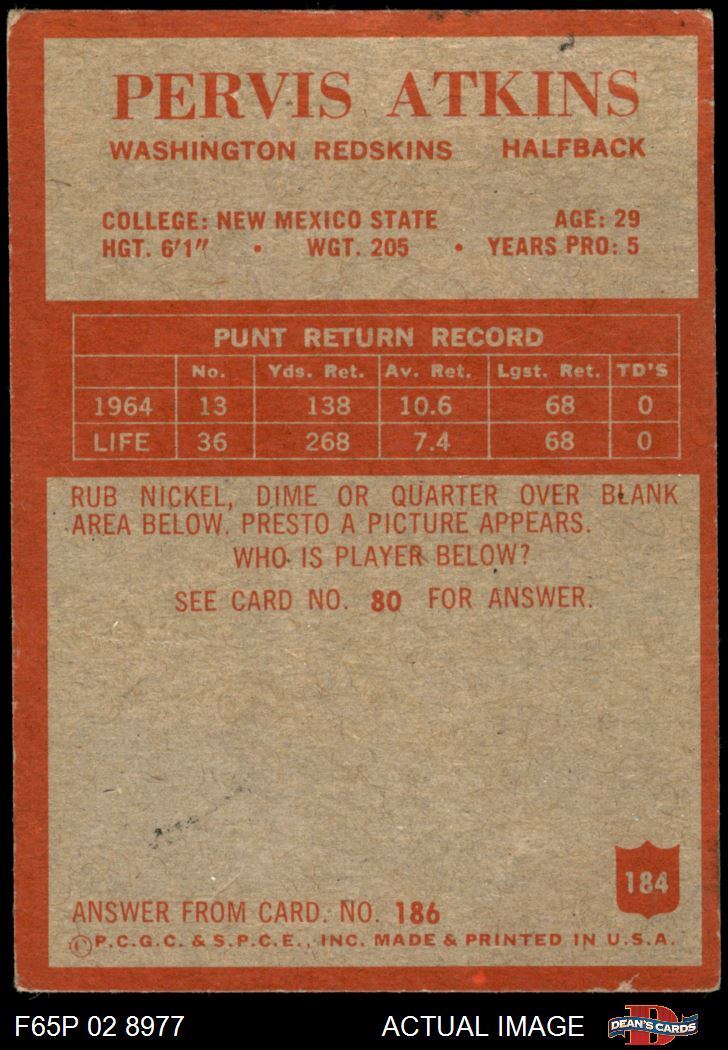 PERVIS ATKINS
WASHINGTON REDSKINS HALFBACK
COLLEGE: NEW MEXICO STATE AGE: 29
HGT. 6'1" • WGT. 205 • YEARS PRO: 5
PUNT RETURN RECORD
No. Yds. Ret. Av. Ret. Lgst. Ret. TD'S
1964 13 138 10.6 68 0
LIFE 36 268 7.4 68 0
RUB NICKEL, DIME OR QUARTER OVER BLANK
AREA BELOW. PRESTO A PICTURE APPEARS.
WHO IS PLAYER BELOW?
SEE CARD NO. 80 FOR ANSWER.
184
ANSWER FROM CARD. NO. 186
©P.C.G.C. & S.P.C.E., INC. MADE & PRINTED IN U.S.A.
F65P 02 8977 ACTUAL IMAGE D DEAN'S CARDS